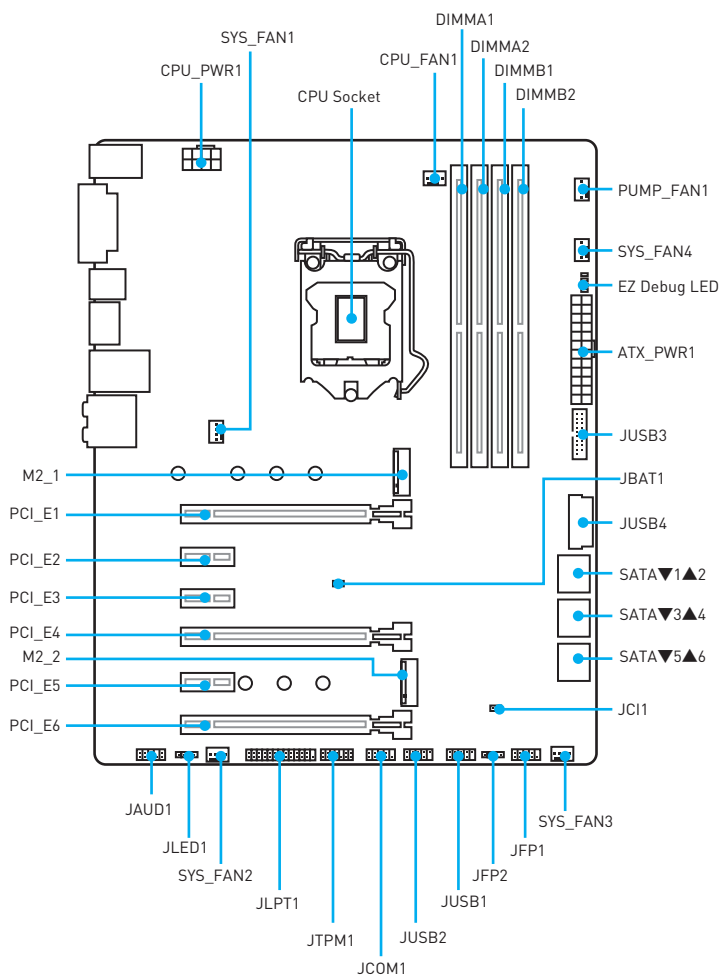 DIMMA1
SYS_FAN1
DIMMA2
CPU_FAN1
CPU_PWR1
DIMMB1
CPU Socket
DIMMB2
PUMP_FAN1
SYS_FAN4
EZ Debug LED
ATX_PWR1
JUSB3
M2_1
JBAT1
PCI_E1
JUSB4
PCI_E2
SATA▼1▲2
PCI_E3
SATA▼3▲4
PCI_E4
M2_2
SATA▼5▲6
PCI_E5
JCI1
PCI_E6
JAUD1
SYS_FAN3
JLED1
JFP1
SYS_FAN2
JFP2
JLPT1
JUSB1
JTPM1
JUSB2
JCOM1